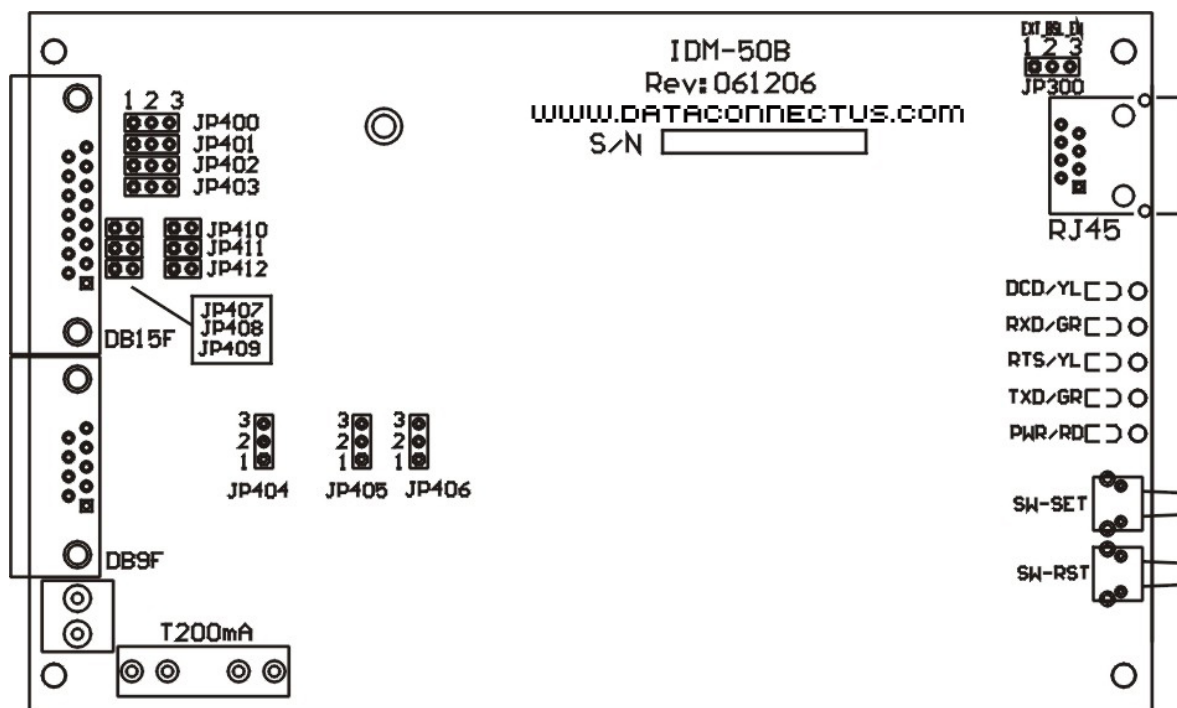 IDM-50B
Rev:061206
www.DATACONNECTUS.com
S/N
EXT_BSL_EN
1 2 3
JP300
RJ45
1 2 3
JP400
JP401
JP402
JP403
JP410
JP411
JP412
JP407
JP408
JP409
DB15F
DB9F
3
2
1
JP404
3
2
1
JP405
3
2
1
JP406
DCD/YL
RXD/GR
RTS/YL
TXD/GR
PWR/RD
SW-SET
SW-RST
T200mA